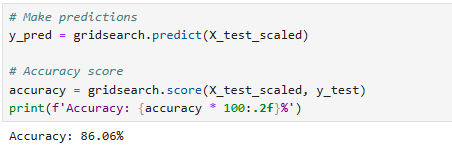 # Make predictions
y_pred = gridsearch.predict(X_test_scaled)
# Accuracy score
accuracy = gridsearch.score(X_test_scaled, y_test)
print(f'Accuracy: {accuracy * 100:.2f}%')
Accuracy: 86.06%